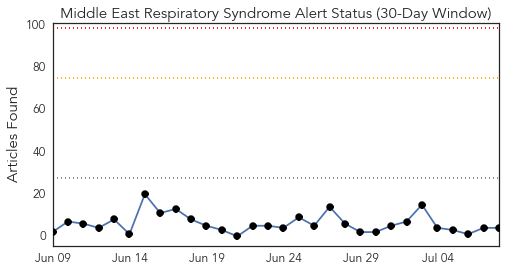 Middle East Respiratory Syndrome Alert Status (30-Day Window)
Articles Found
100
80
60
40
20
0
Jun 09 Jun 14 Jun 19 Jun 24 Jun 29 Jul 04